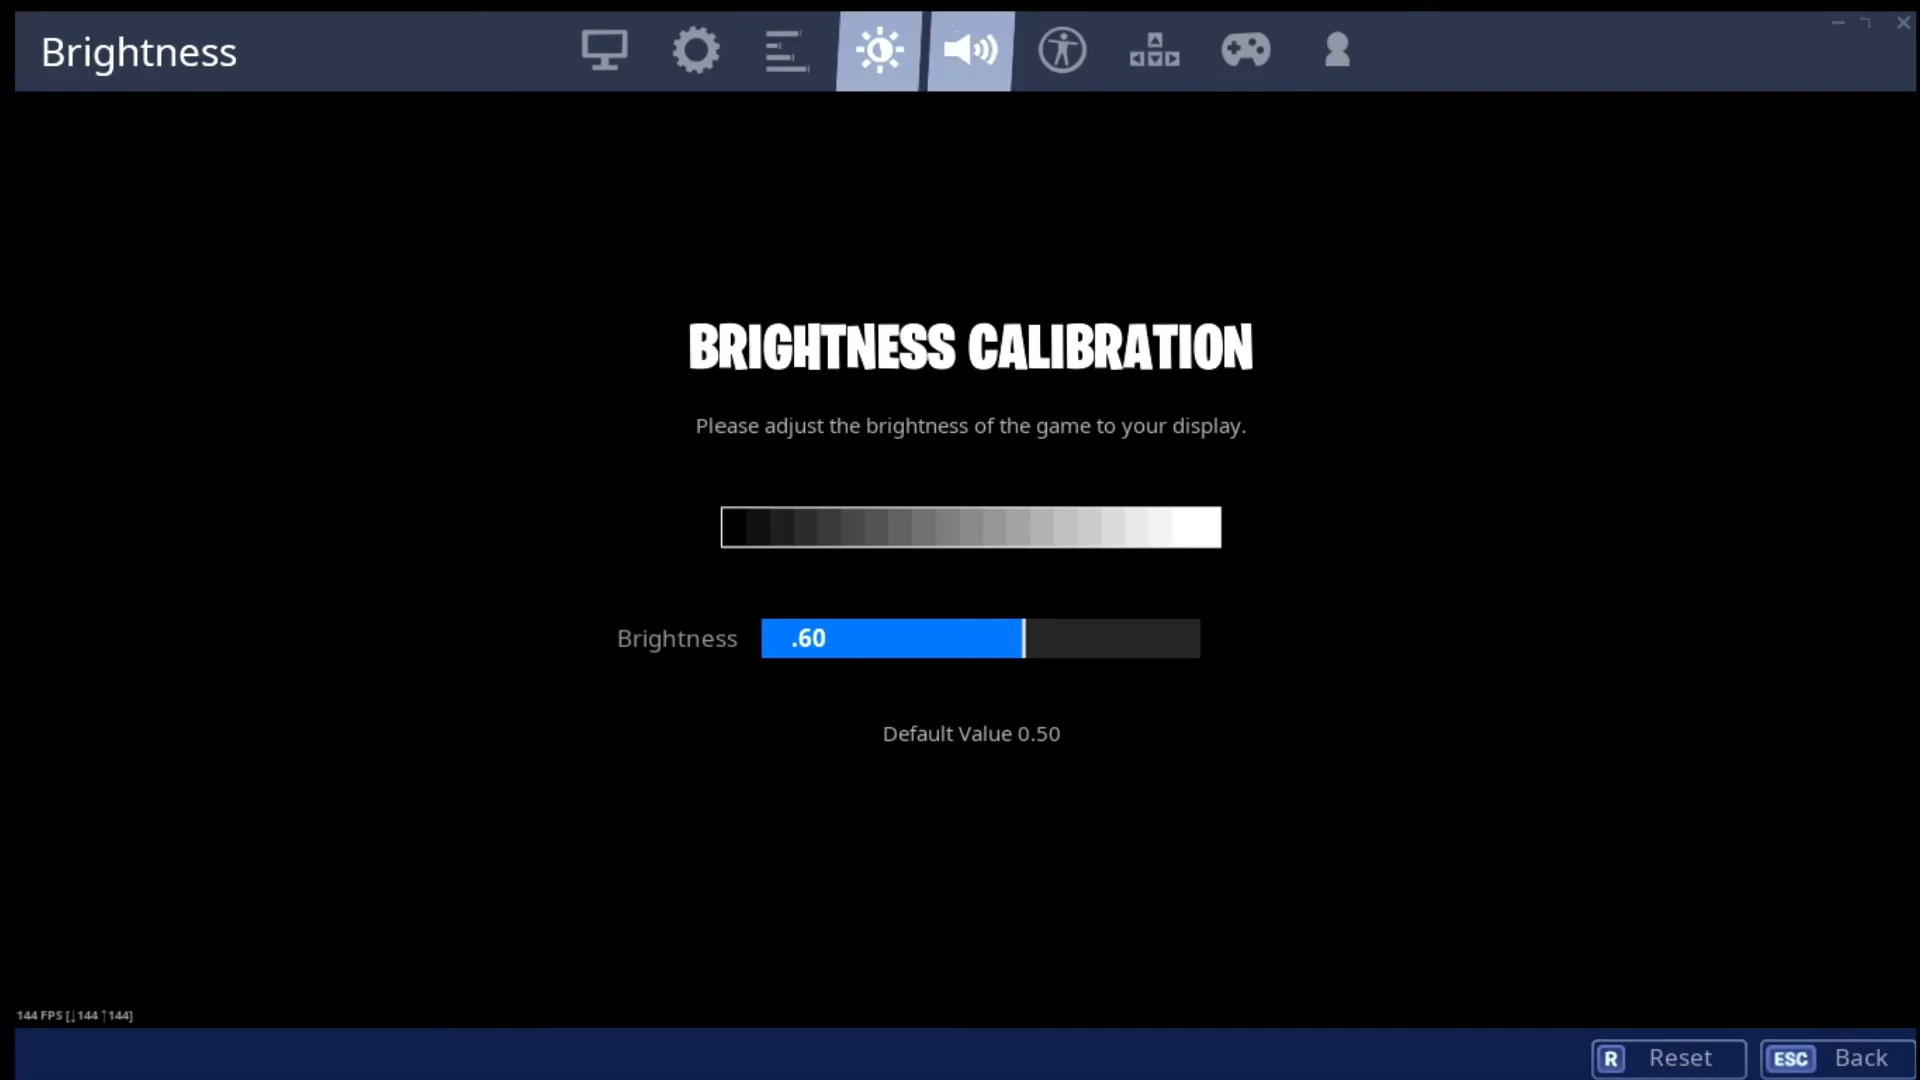 Brightness
BRIGHTNESS CALIBRATION
Please adjust the brightness of the game to your display.
Brightness .60
Default Value 0.50
144 FPS [↓144 ↑144]
R Reset ESC Back